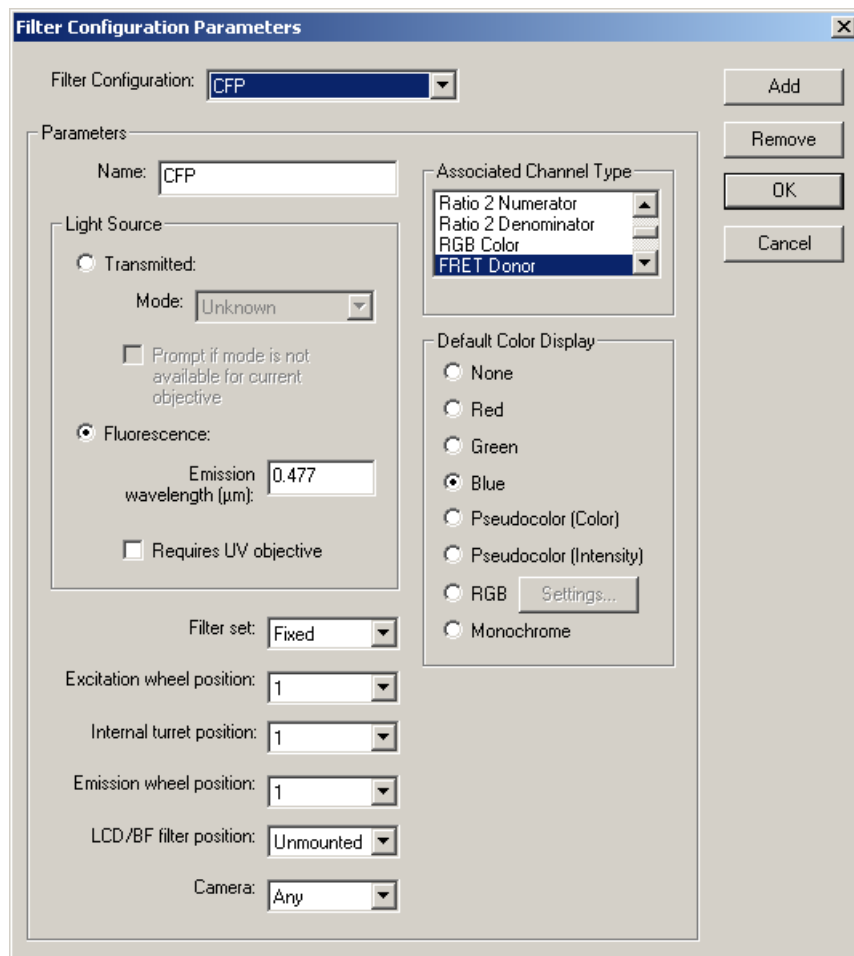 Filter Configuration Parameters
Filter Configuration: CFP
Add
Remove
OK
Cancel
Parameters
Name: CFP
Light Source
Transmitted:
Mode: Unknown
Prompt if mode is not
available for current
objective
Fluorescence:
Emission
wavelength (µm): 0.477
Requires UV objective
Filter set: Fixed
Excitation wheel position: 1
Internal turret position: 1
Emission wheel position: 1
LCD/BF filter position: Unmounted
Camera: Any
Associated Channel Type
Ratio 2 Numerator
Ratio 2 Denominator
RGB Color
FRET Donor
Default Color Display
None
Red
Green
Blue
Pseudocolor (Color)
Pseudocolor (Intensity)
RGB Settings...
Monochrome